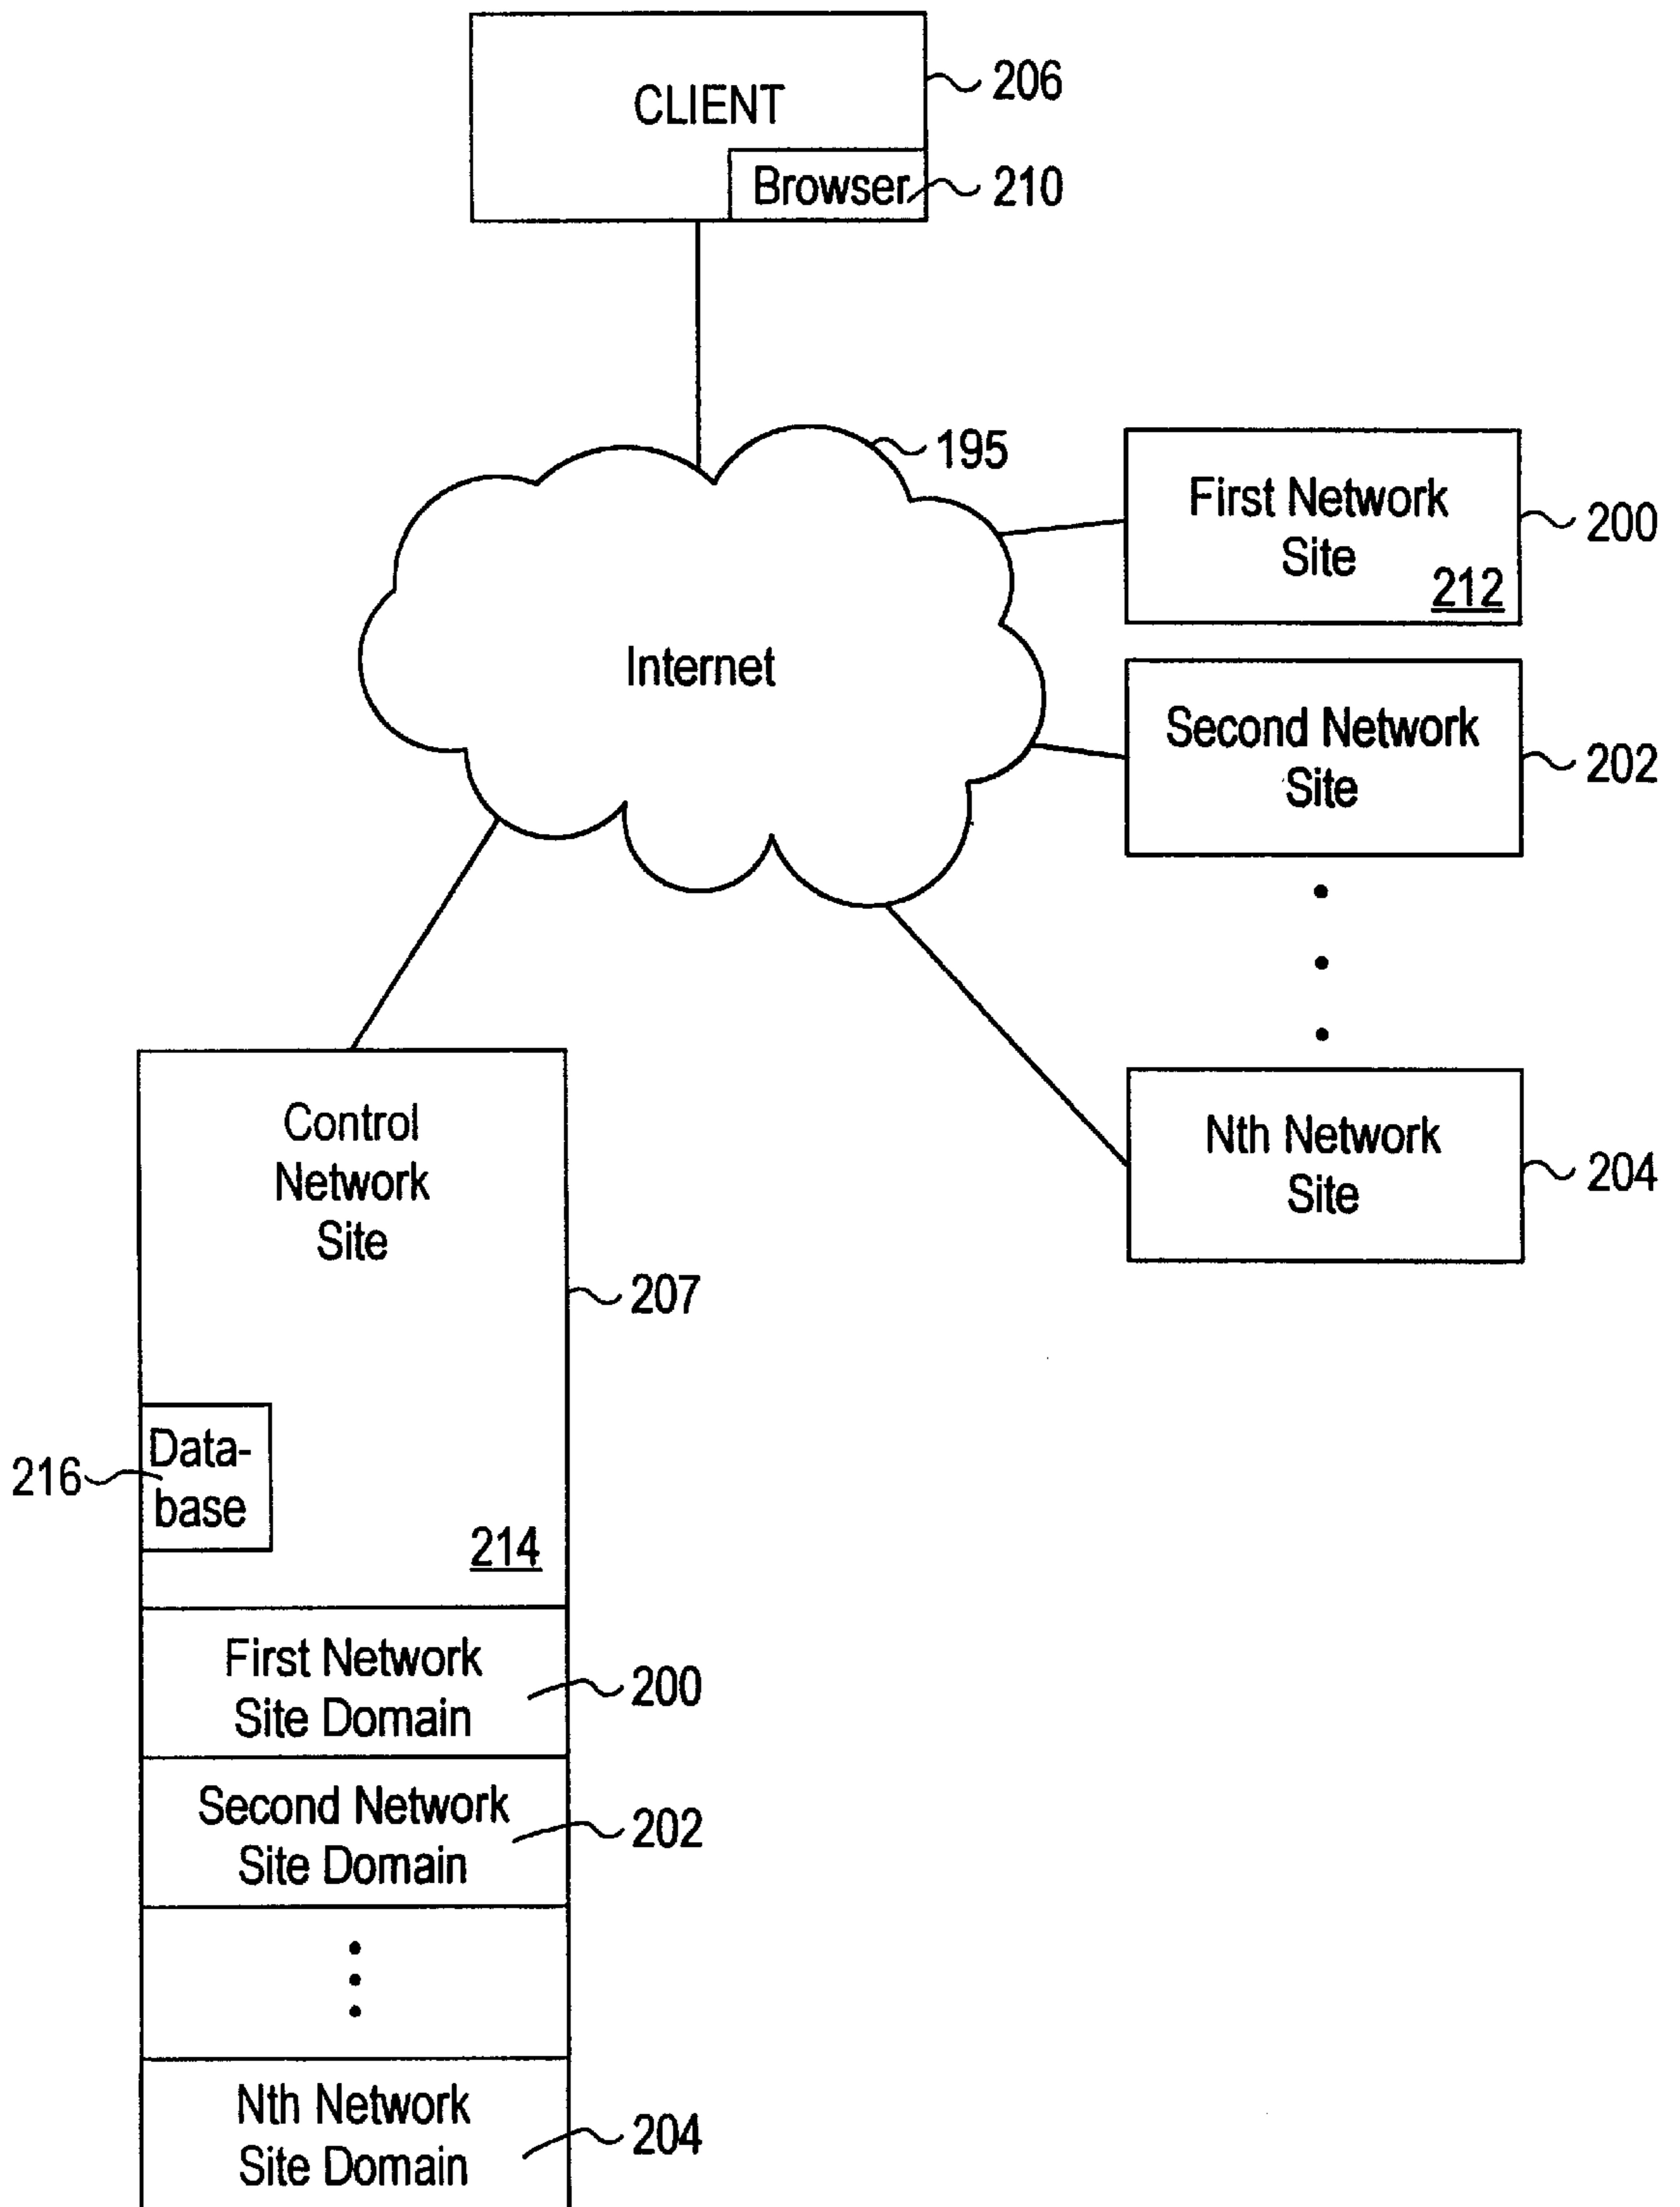 CLIENT
206
Browser
210
195
Internet
First Network
Site
212
200
Second Network
Site
202
Nth Network
Site
204
Control
Network
Site
207
Data-
base
216
214
First Network
Site Domain
200
Second Network
Site Domain
202
Nth Network
Site Domain
204